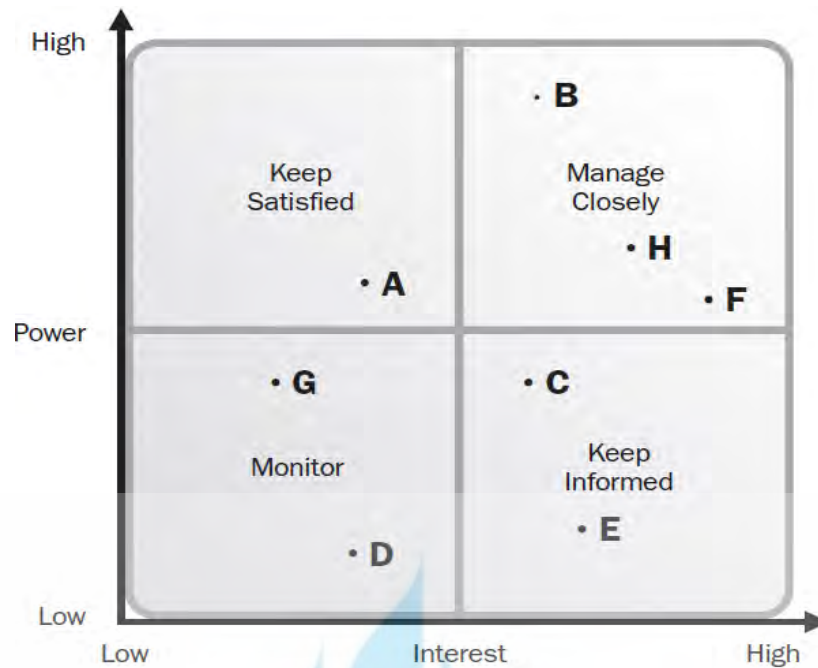 High
B
Keep
Satisfied
Manage
Closely
H
A
F
Power
G
C
Monitor
Keep
Informed
E
D
Low
Low
Interest
High